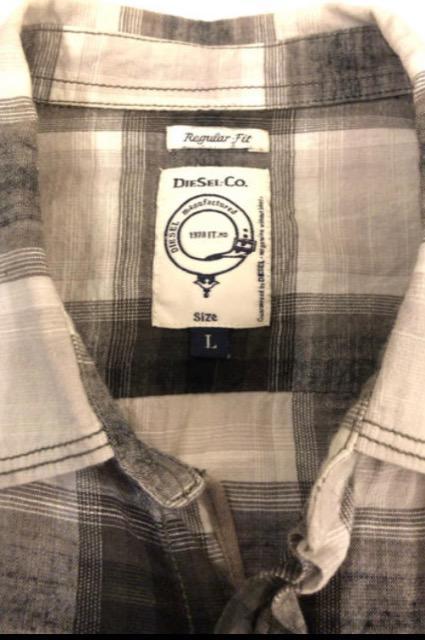 Regular-Fit
DIESEL·CO.
DIESEL manufactured
1978 IT.MO
Guaranteed by DIESEL
Size
L